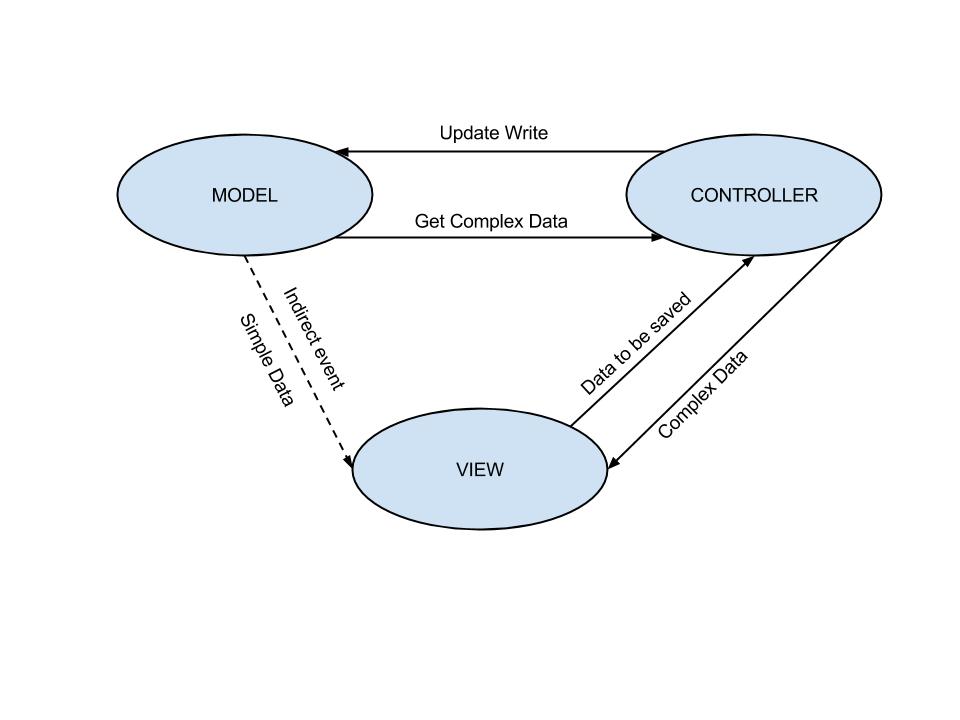 Update Write
MODEL
CONTROLLER
Get Complex Data
Indirect event
Simple Data
Data to be saved
Complex Data
VIEW